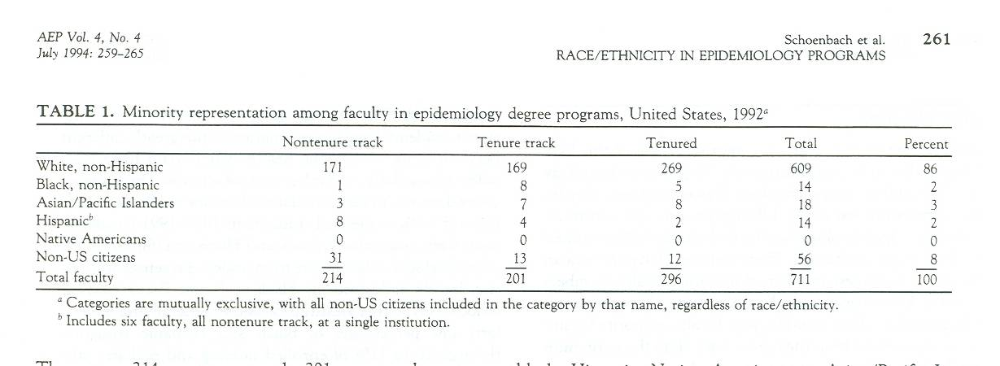 AEP Vol. 4, No. 4
July 1994: 259–265
Schoenbach et al. 261
RACE/ETHNICITY IN EPIDEMIOLOGY PROGRAMS
TABLE 1. Minority representation among faculty in epidemiology degree programs, United States, 1992a
Nontenure track Tenure track Tenured Total Percent
White, non-Hispanic 171 169 269 609 86
Black, non-Hispanic 1 8 5 14 2
Asian/Pacific Islanders 3 7 8 18 3
Hispanicb 8 4 2 14 2
Native Americans 0 0 0 0 0
Non-US citizens 31 13 12 56 8
Total faculty 214 201 296 711 100
a Categories are mutually exclusive, with all non-US citizens included in the category by that name, regardless of race/ethnicity.
b Includes six faculty, all nontenure track, at a single institution.